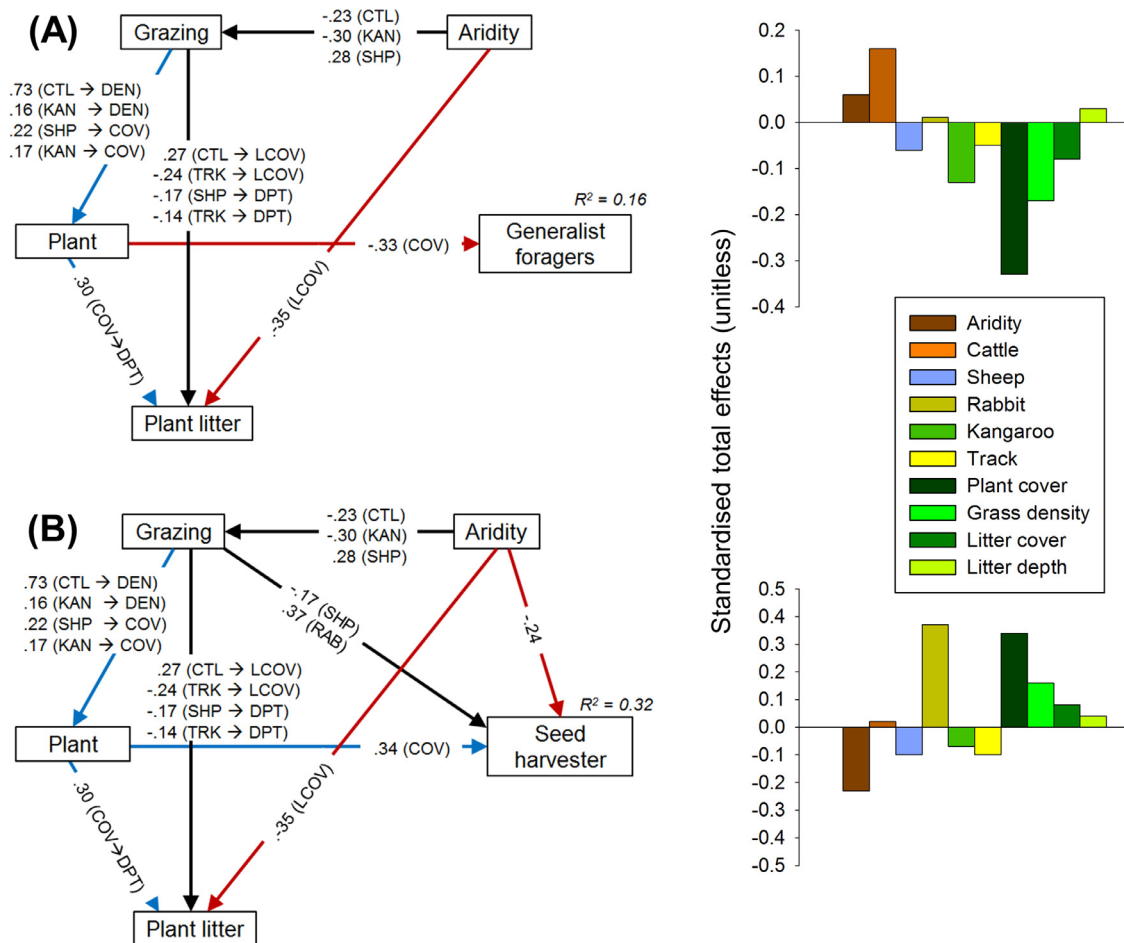 (A)
Grazing
-.23 (CTL)
-.30 (KAN)
.28 (SHP)
Aridity
.73 (CTL → DEN)
.16 (KAN → DEN)
.22 (SHP → COV)
.17 (KAN → COV)
.27 (CTL → LCOV)
-.24 (TRK → LCOV)
-.17 (SHP → DPT)
-.14 (TRK → DPT)
R² = 0.16
Plant
-.33 (COV)
Generalist
foragers
.30 (COV→DPT)
-.35 (LCOV)
Plant litter
(B)
Grazing
-.23 (CTL)
-.30 (KAN)
.28 (SHP)
Aridity
.73 (CTL → DEN)
.16 (KAN → DEN)
.22 (SHP → COV)
.17 (KAN → COV)
-.17 (SHP)
.37 (RAB)
-.24
.27 (CTL → LCOV)
-.24 (TRK → LCOV)
-.17 (SHP → DPT)
-.14 (TRK → DPT)
R² = 0.32
Plant
.34 (COV)
Seed
harvester
.30 (COV→DPT)
-.35 (LCOV)
Plant litter
Standardised total effects (unitless)
0.2
0.1
0.0
-0.1
-0.2
-0.3
-0.4
Aridity
Cattle
Sheep
Rabbit
Kangaroo
Track
Plant cover
Grass density
Litter cover
Litter depth
0.5
0.4
0.3
0.2
0.1
0.0
-0.1
-0.2
-0.3
-0.4
-0.5